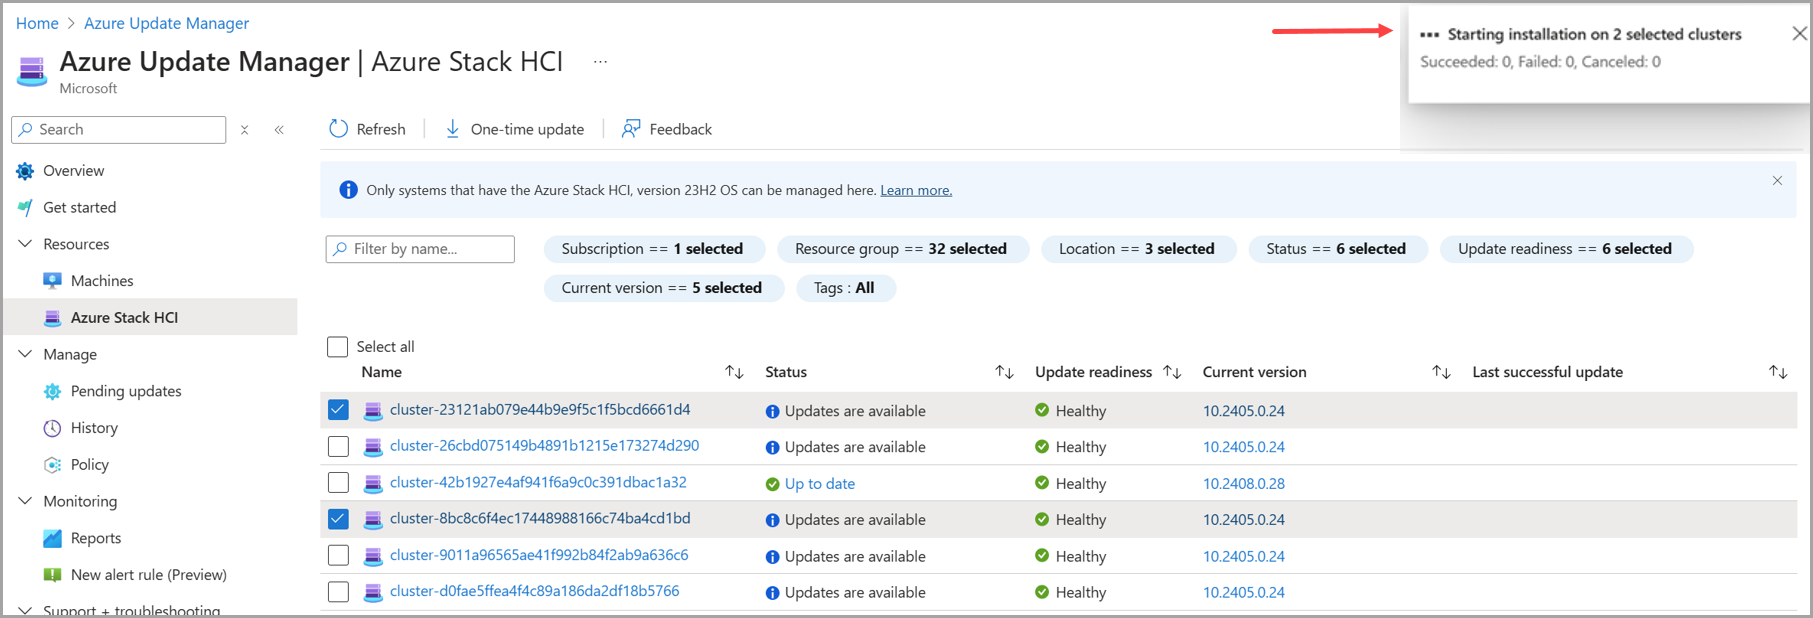 Home > Azure Update Manager
Azure Update Manager | Azure Stack HCI ...
Microsoft
Starting installation on 2 selected clusters
Succeeded: 0, Failed: 0, Canceled: 0
Search
Overview
Get started
Resources
Machines
Azure Stack HCI
Manage
Pending updates
History
Policy
Monitoring
Reports
New alert rule (Preview)
Support + troubleshooting
Refresh One-time update Feedback
Only systems that have the Azure Stack HCI, version 23H2 OS can be managed here. Learn more.
Filter by name... Subscription == 1 selected Resource group == 32 selected Location == 3 selected Status == 6 selected Update readiness == 6 selected
Current version == 5 selected Tags : All
Select all
Name Status Update readiness Current version Last successful update
cluster-23121ab079e44b9e9f5c1f5bcd6661d4 Updates are available Healthy 10.2405.0.24
cluster-26cbd075149b4891b1215e173274d290 Updates are available Healthy 10.2405.0.24
cluster-42b1927e4af941f6a9c0c391dbac1a32 Up to date Healthy 10.2408.0.28
cluster-8bc8c6f4ec17448988166c74ba4cd1bd Updates are available Healthy 10.2405.0.24
cluster-9011a96565ae41f992b84f2ab9a636c6 Updates are available Healthy 10.2405.0.24
cluster-d0fae5ffea4f4c89a186da2df18b5766 Updates are available Healthy 10.2405.0.24